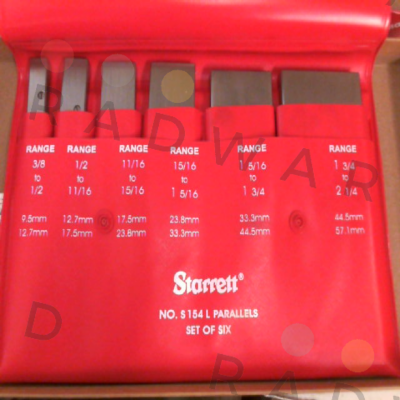 RANGE RANGE RANGE RANGE RANGE RANGE
3/8 1/2 11/16 15/16 1 5/16 1 3/4
to to to to to to
1/2 11/16 15/16 1 5/16 1 3/4 2 1/4
9.5mm 12.7mm 17.5mm 23.8mm 33.3mm 44.5mm
12.7mm 17.5mm 23.8mm 33.3mm 44.5mm 57.1mm
Starrett®
NO. S 154 L PARALLELS
SET OF SIX
RADWAR